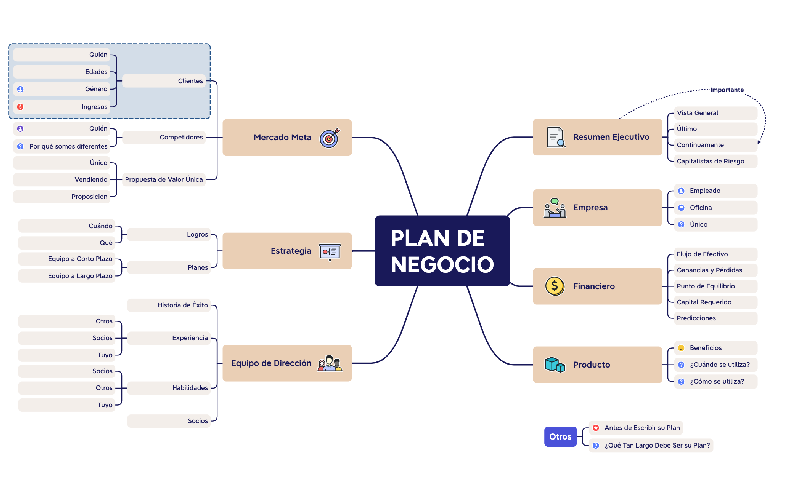 PLAN DE
NEGOCIO
Mercado Meta
Clientes
Quién
Edades
Género
Ingresos
Competidores
Quién
Por qué somos diferentes
Propuesta de Valor Única
Único
Vendiendo
Proposición
Estrategia
Logros
Cuándo
Qué
Planes
Equipo a Corto Plazo
Equipo a Largo Plazo
Equipo de Dirección
Historia de Éxito
Experiencia
Otros
Socios
Tuyo
Habilidades
Socios
Otros
Tuyo
Socios
Importante
Resumen Ejecutivo
Vista General
Último
Continuamente
Capitalistas de Riesgo
Empresa
Empleado
Oficina
Único
Financiero
Flujo de Efectivo
Ganancias y Pérdidas
Punto de Equilibrio
Capital Requerido
Predicciones
Producto
Beneficios
¿Cuánde se utiliza?
¿Cómo se utiliza?
Otros
Antes de Escribir su Plan
¿Qué Tan Largo Debe Ser su Plan?